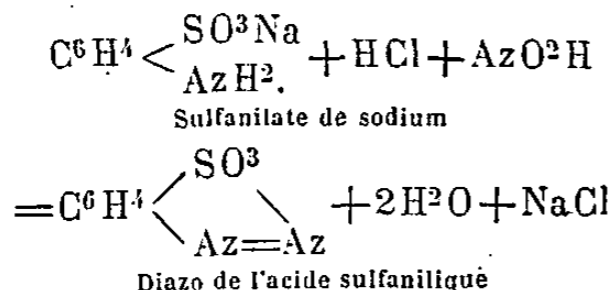 C⁶H⁴ < SO³Na
AzH². + HCl + AzO²H
Sulfanilate de sodium
= C⁶H⁴ < SO³
Az=Az + 2H²O + NaCl
Diazo de l'acide sulfanilique